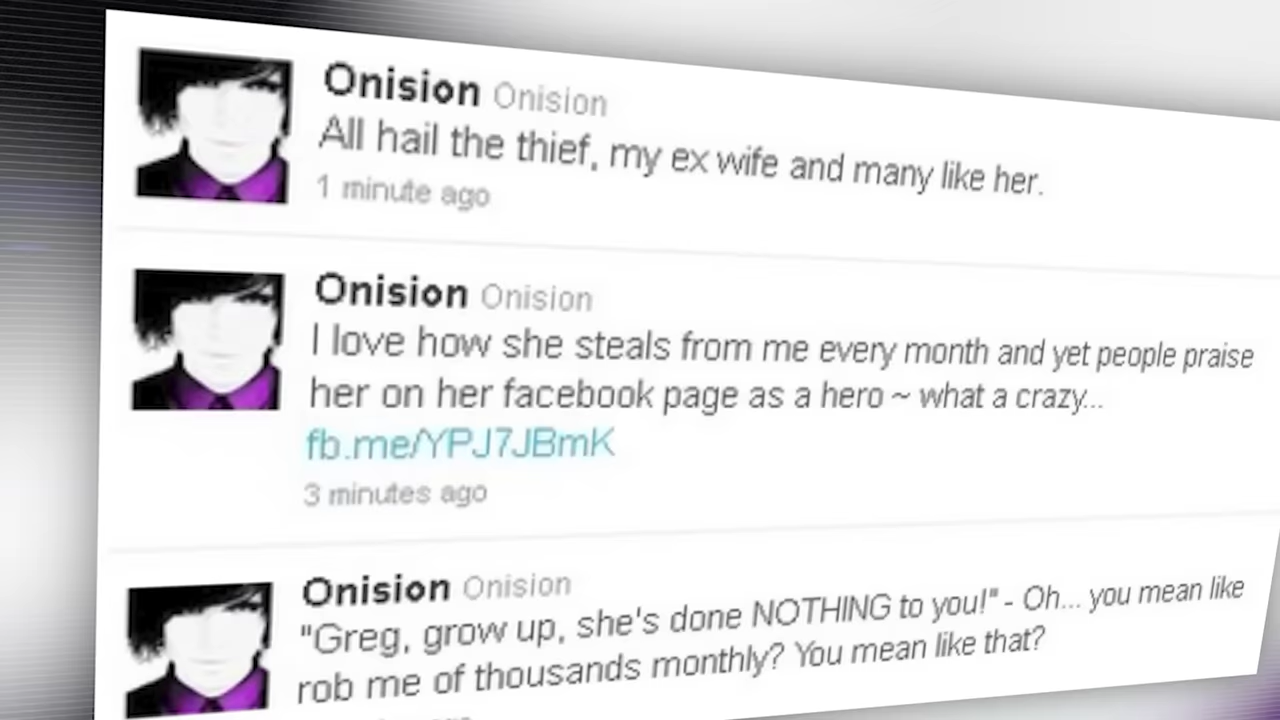 Onision Onision
All hail the thief, my ex wife and many like her.
1 minute ago
Onision Onision
I love how she steals from me every month and yet people praise
her on her facebook page as a hero ~ what a crazy...
fb.me/YPJ7JBmK
3 minutes ago
Onision Onision
"Greg, grow up, she's done NOTHING to you!" - Oh... you mean like
rob me of thousands monthly? You mean like that?